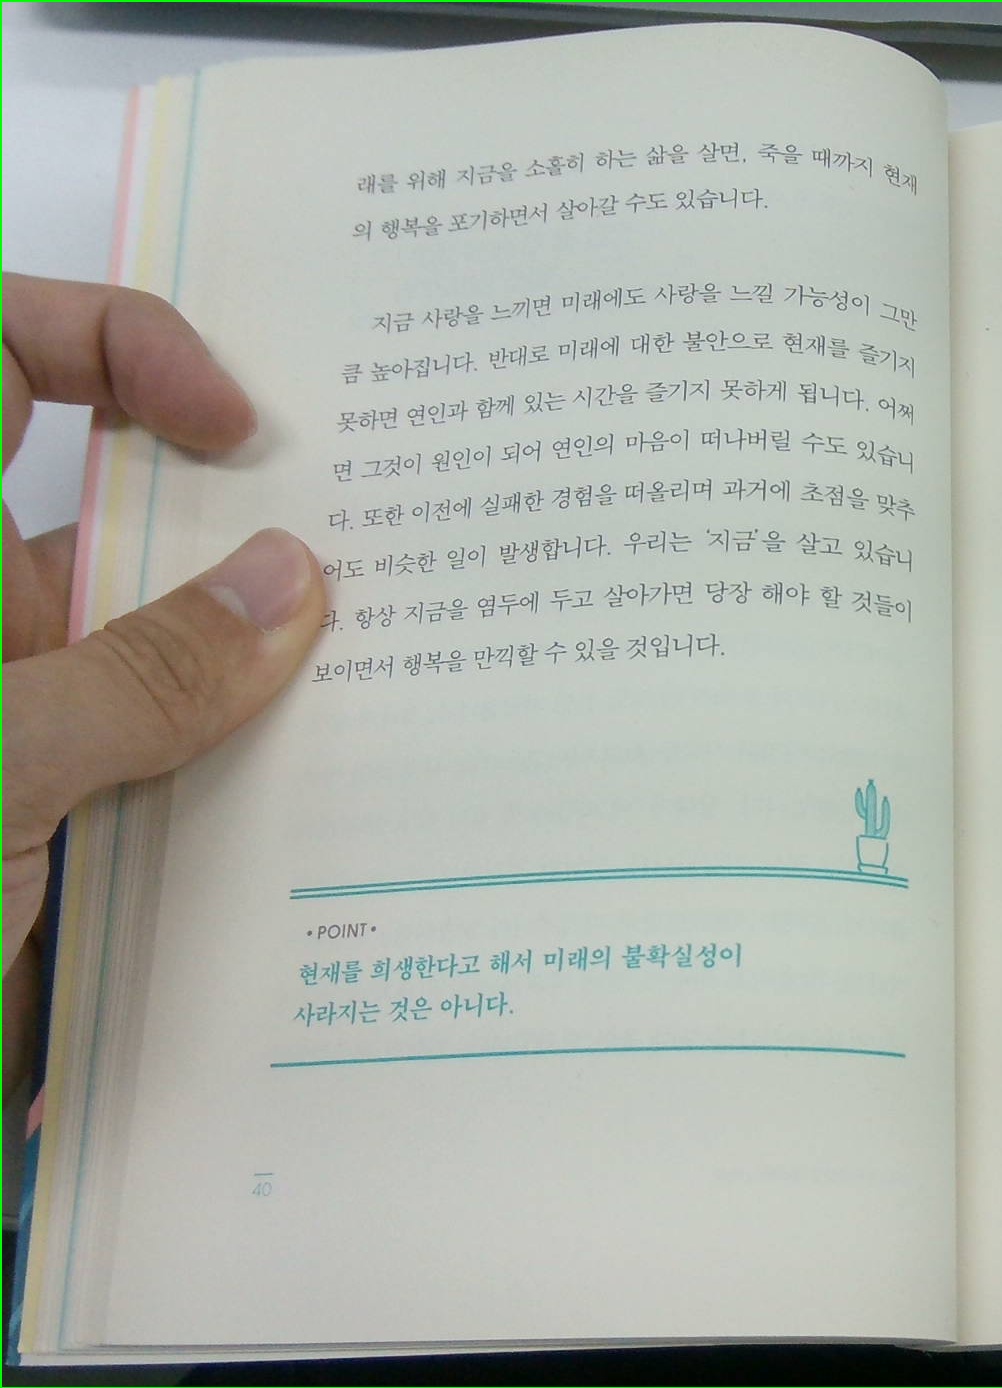 래를 위해 지금을 소홀히 하는 삶을 살면, 죽을 때까지 현재
의 행복을 포기하면서 살아갈 수도 있습니다.
지금 사랑을 느끼면 미래에도 사랑을 느낄 가능성이 그만
큼 높아집니다. 반대로 미래에 대한 불안으로 현재를 즐기지
못하면 연인과 함께 있는 시간을 즐기지 못하게 됩니다. 어쩌
면 그것이 원인이 되어 연인의 마음이 떠나버릴 수도 있습니
다. 또한 이전에 실패한 경험을 떠올리며 과거에 초점을 맞추
어도 비슷한 일이 발생합니다. 우리는 ‘지금’을 살고 있습니
다. 항상 지금을 염두에 두고 살아가면 당장 해야 할 것들이
보이면서 행복을 만끽할 수 있을 것입니다.
•POINT•
현재를 희생한다고 해서 미래의 불확실성이
사라지는 것은 아니다.
40